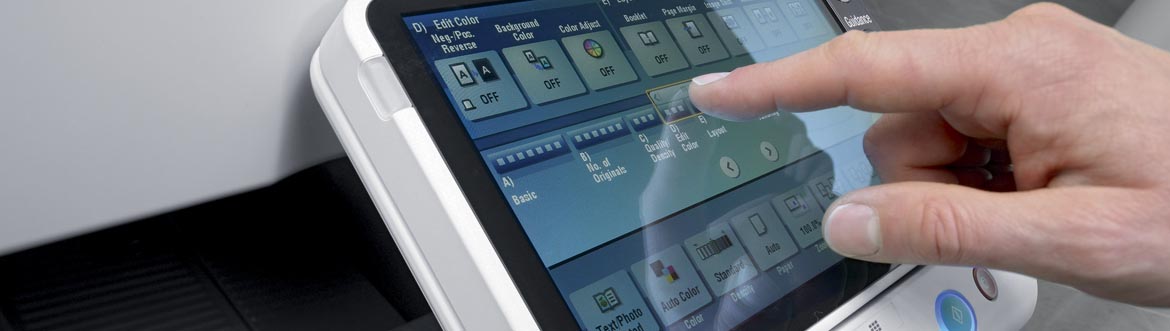 D) Edit Color
Neg-/Pos.
Reverse
OFF
Background
Color
OFF
Color Adjust
OFF
E)
Booklet
OFF
Page Margin
OFF
Guidance
A)
Basic
B)
No. of
Originals
C)
Quality/
Density
D)
Edit
Color
E)
Layout
Text/Photo
Auto Color
Color
Standard
Density
Auto
Paper
100.0%
Zoom